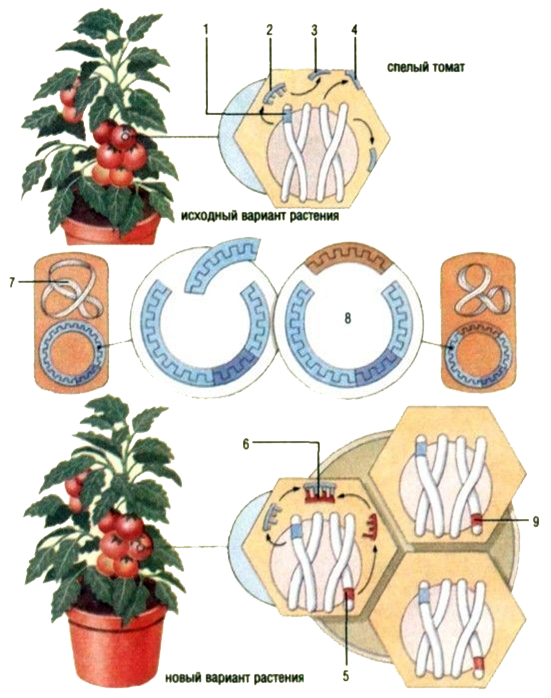 1 2 3 4
спелый томат
исходный вариант растения
7
8
6
9
5
новый вариант растения